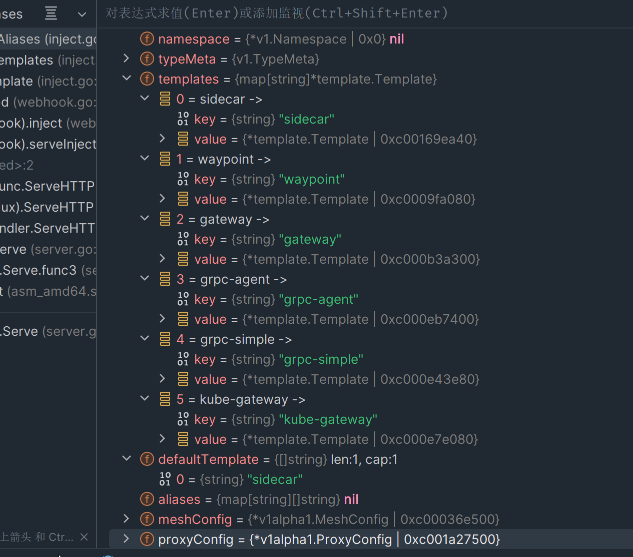 ases
对表达式求值(Enter)或添加监视(Ctrl+Shift+Enter)
Aliases (inject.go:
emplates (inject.go:
nplate (inject.go:
d (webhook.go:
ook).inject (web
ook).serveInject
ed>:2
unc.ServeHTTP
ux).ServeHTTP
ndler.ServeHTT
erve (server.go:
.Serve.func3 (se
t (asm_amd64.s
.Serve (server.g
上箭头 和 Ctr...
namespace = {*v1.Namespace | 0x0} nil
typeMeta = {v1.TypeMeta}
templates = {map[string]*template.Template}
0 = sidecar ->
key = {string} "sidecar"
value = {*template.Template | 0xc00169ea40}
1 = waypoint ->
key = {string} "waypoint"
value = {*template.Template | 0xc0009fa080}
2 = gateway ->
key = {string} "gateway"
value = {*template.Template | 0xc000b3a300}
3 = grpc-agent ->
key = {string} "grpc-agent"
value = {*template.Template | 0xc000eb7400}
4 = grpc-simple ->
key = {string} "grpc-simple"
value = {*template.Template | 0xc000e43e80}
5 = kube-gateway ->
key = {string} "kube-gateway"
value = {*template.Template | 0xc000e7e080}
defaultTemplate = {[]string} len:1, cap:1
0 = {string} "sidecar"
aliases = {map[string][]string} nil
meshConfig = {*v1alpha1.MeshConfig | 0xc00036e500}
proxyConfig = {*v1alpha1.ProxyConfig | 0xc001a27500}